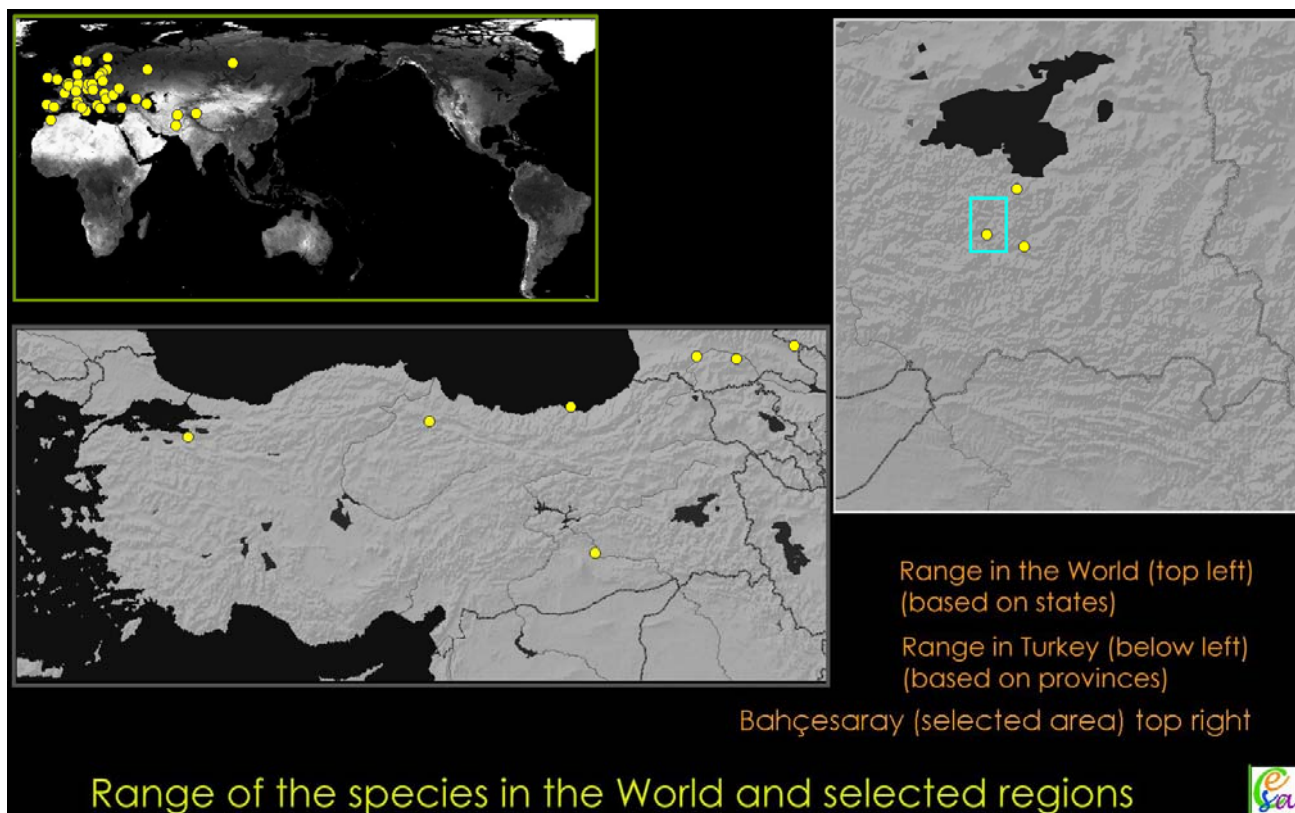 Range in the World (top left)
(based on states)
Range in Turkey (below left)
(based on provinces)
Bahçesaray (selected area) top right
Range of the species in the World and selected regions
Cesa